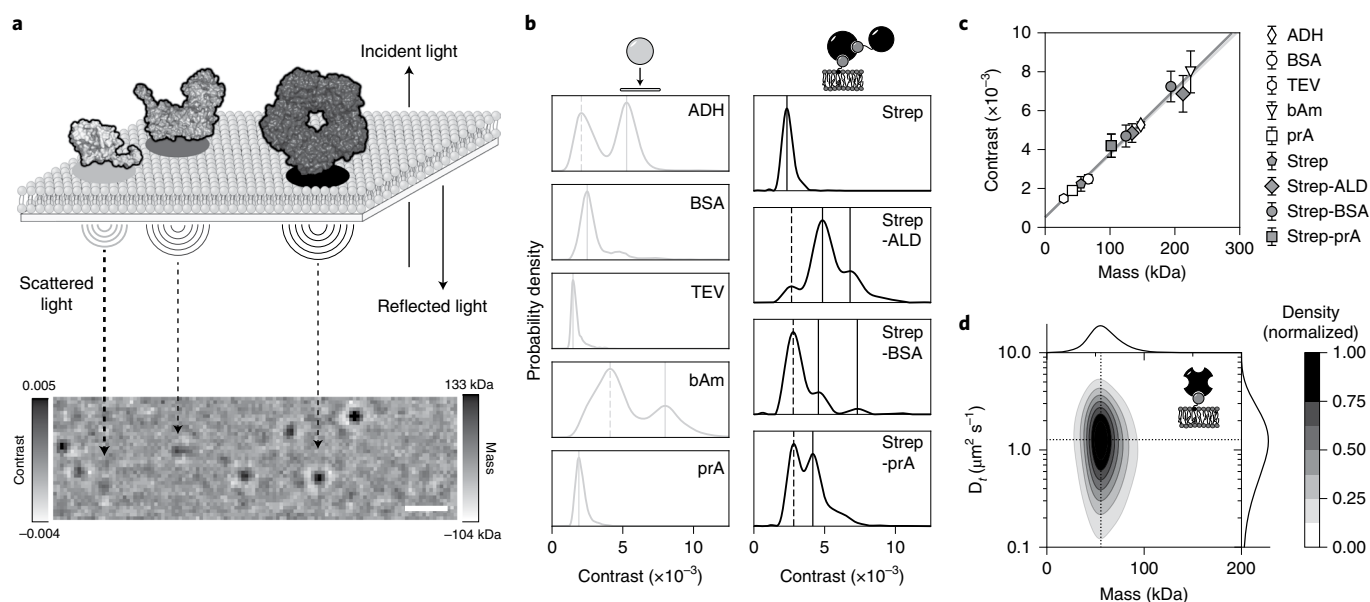 a
Incident light
Scattered
light
Reflected light
0.005
Contrast
−0.004
133 kDa
Mass
−104 kDa
b
Probability density
ADH
BSA
TEV
bAm
prA
0
5
10
Contrast (×10⁻³)
Strep
Strep
-ALD
Strep
-BSA
Strep
-prA
0
5
10
Contrast (×10⁻³)
c
Contrast (×10⁻³)
10
8
6
4
2
0
0
100
200
300
Mass (kDa)
ADH
BSA
TEV
bAm
prA
Strep
Strep-ALD
Strep-BSA
Strep-prA
d
Dₜ (μm² s⁻¹)
10.0
1.0
0.1
0
100
200
Mass (kDa)
Density
(normalized)
1.00
0.75
0.50
0.25
0.00